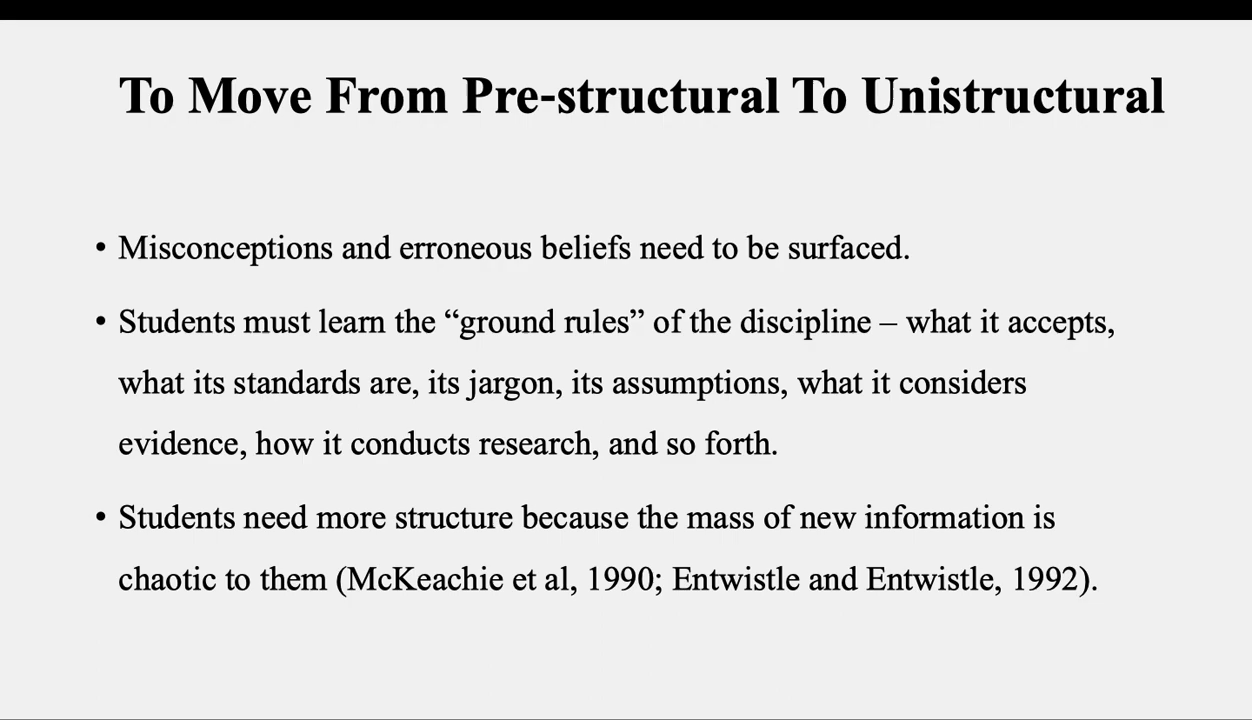 To Move From Pre-structural To Unistructural
• Misconceptions and erroneous beliefs need to be surfaced.
• Students must learn the “ground rules” of the discipline – what it accepts,
what its standards are, its jargon, its assumptions, what it considers
evidence, how it conducts research, and so forth.
• Students need more structure because the mass of new information is
chaotic to them (McKeachie et al, 1990; Entwistle and Entwistle, 1992).